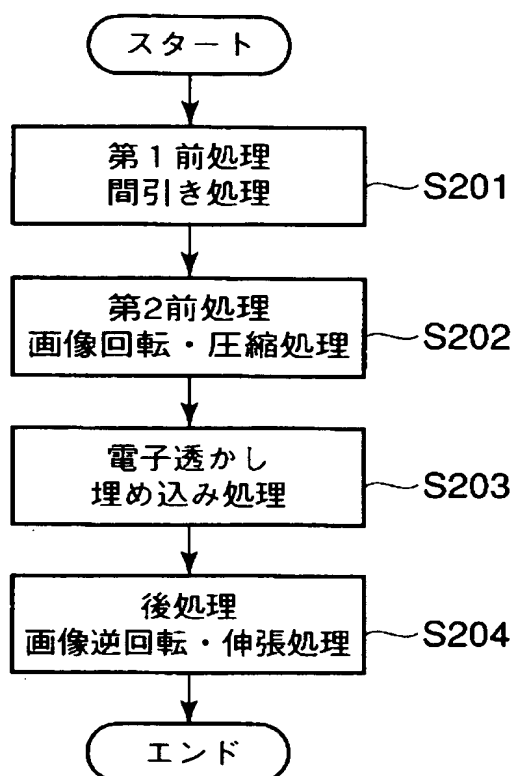 スタート
第1前処理
間引き処理
S201
第2前処理
画像回転・圧縮処理
S202
電子透かし
埋め込み処理
S203
後処理
画像逆回転・伸張処理
S204
エンド